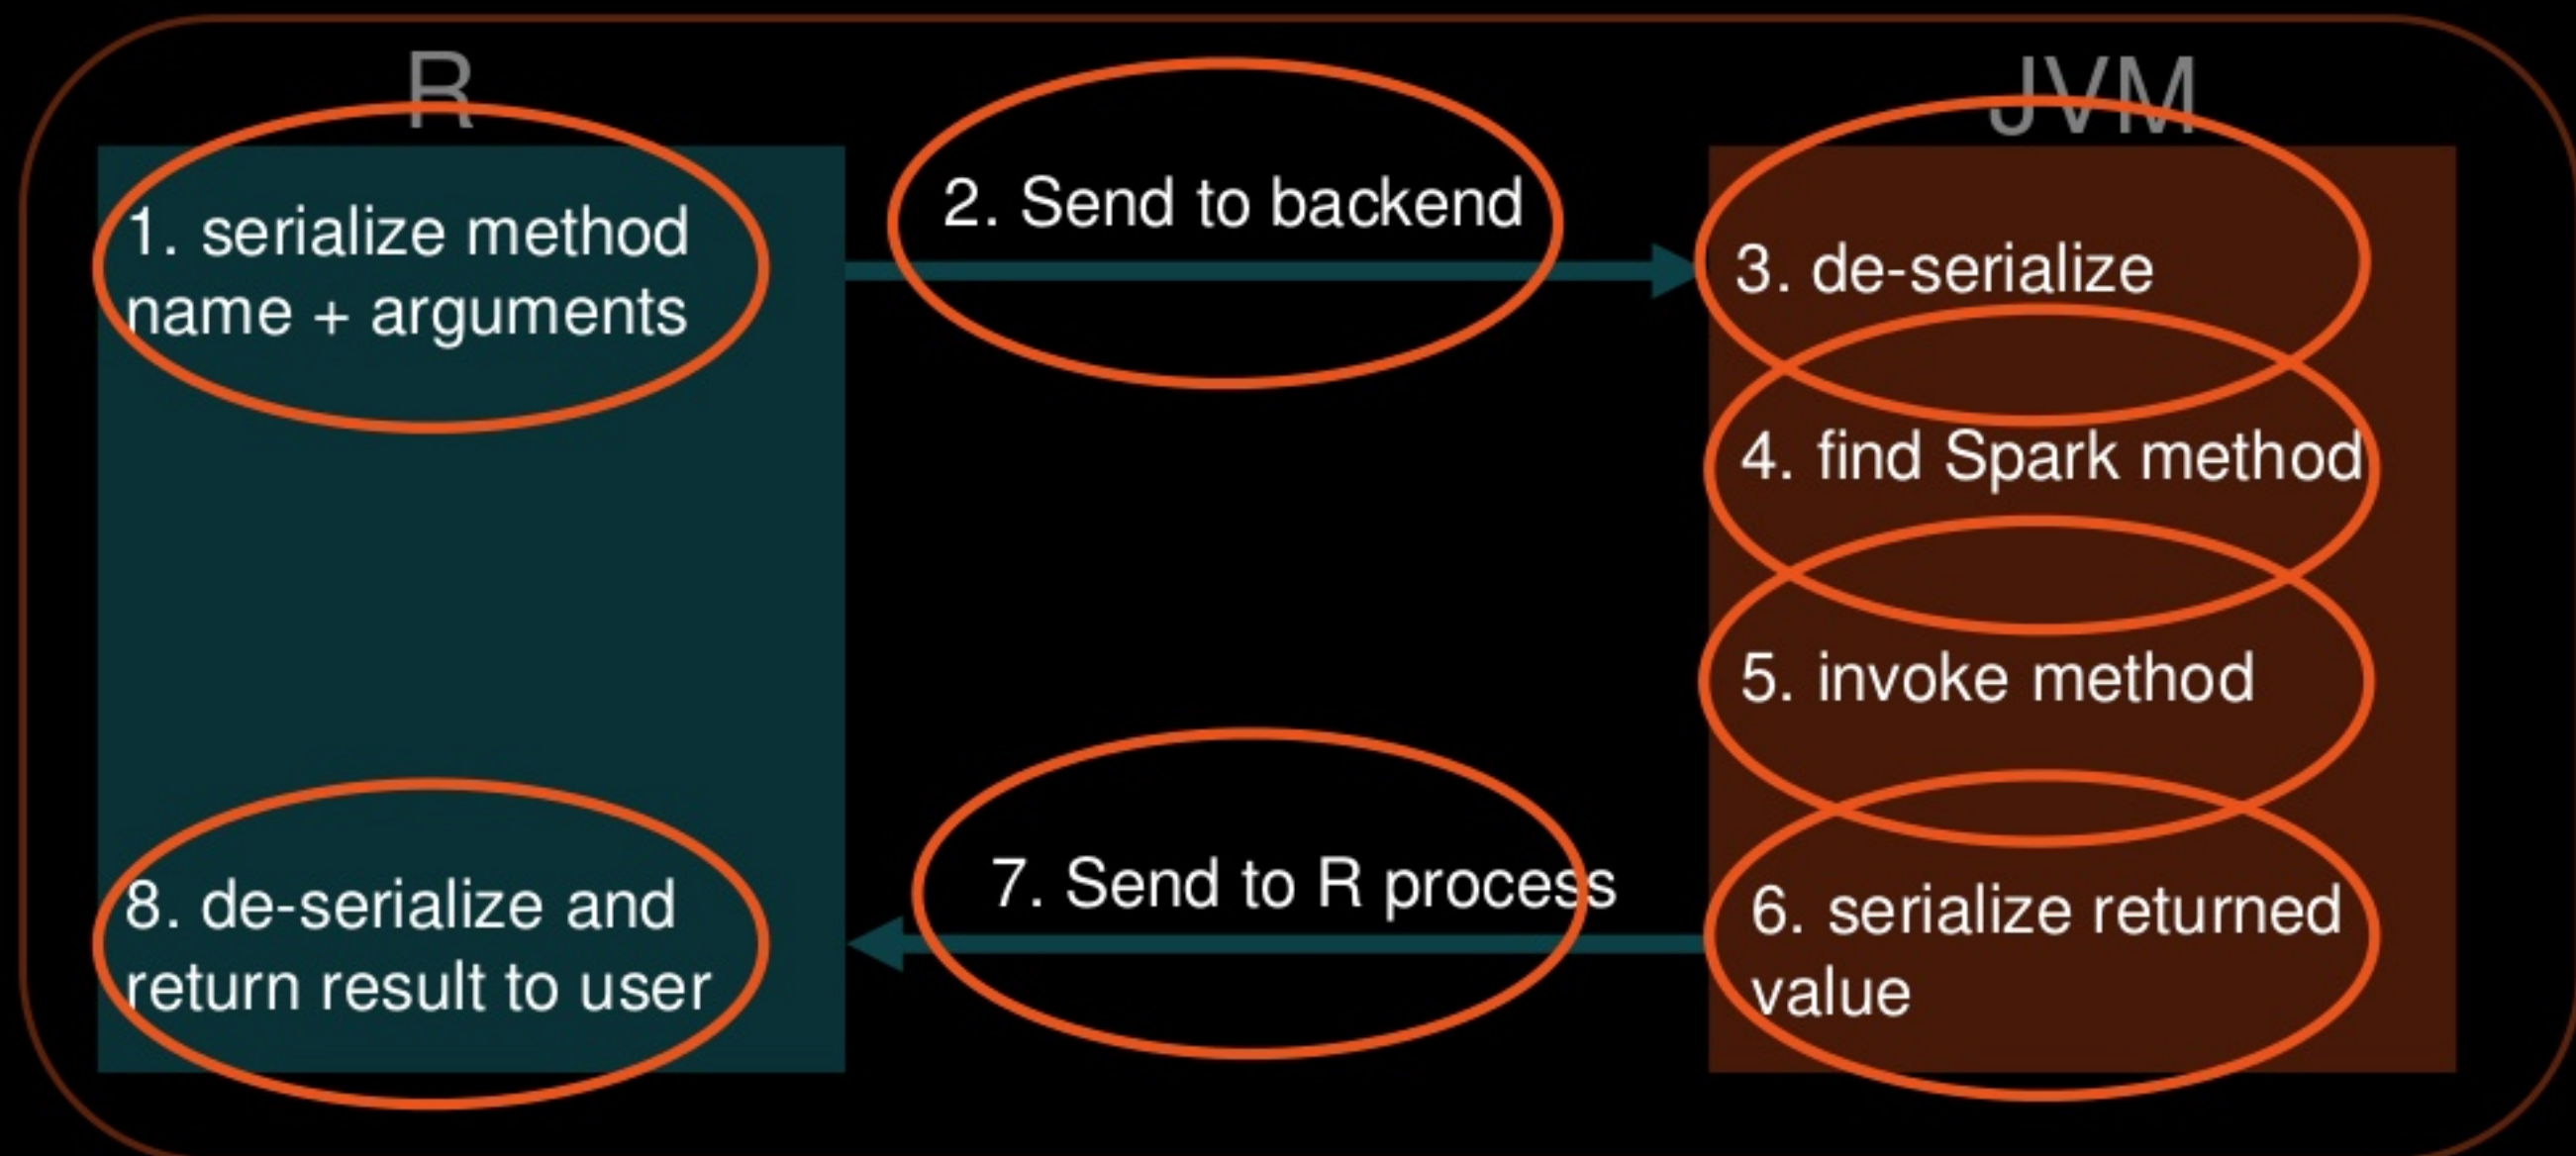 R
JVM
1. serialize method
name + arguments
2. Send to backend
3. de-serialize
4. find Spark method
5. invoke method
6. serialize returned
value
7. Send to R process
8. de-serialize and
return result to user